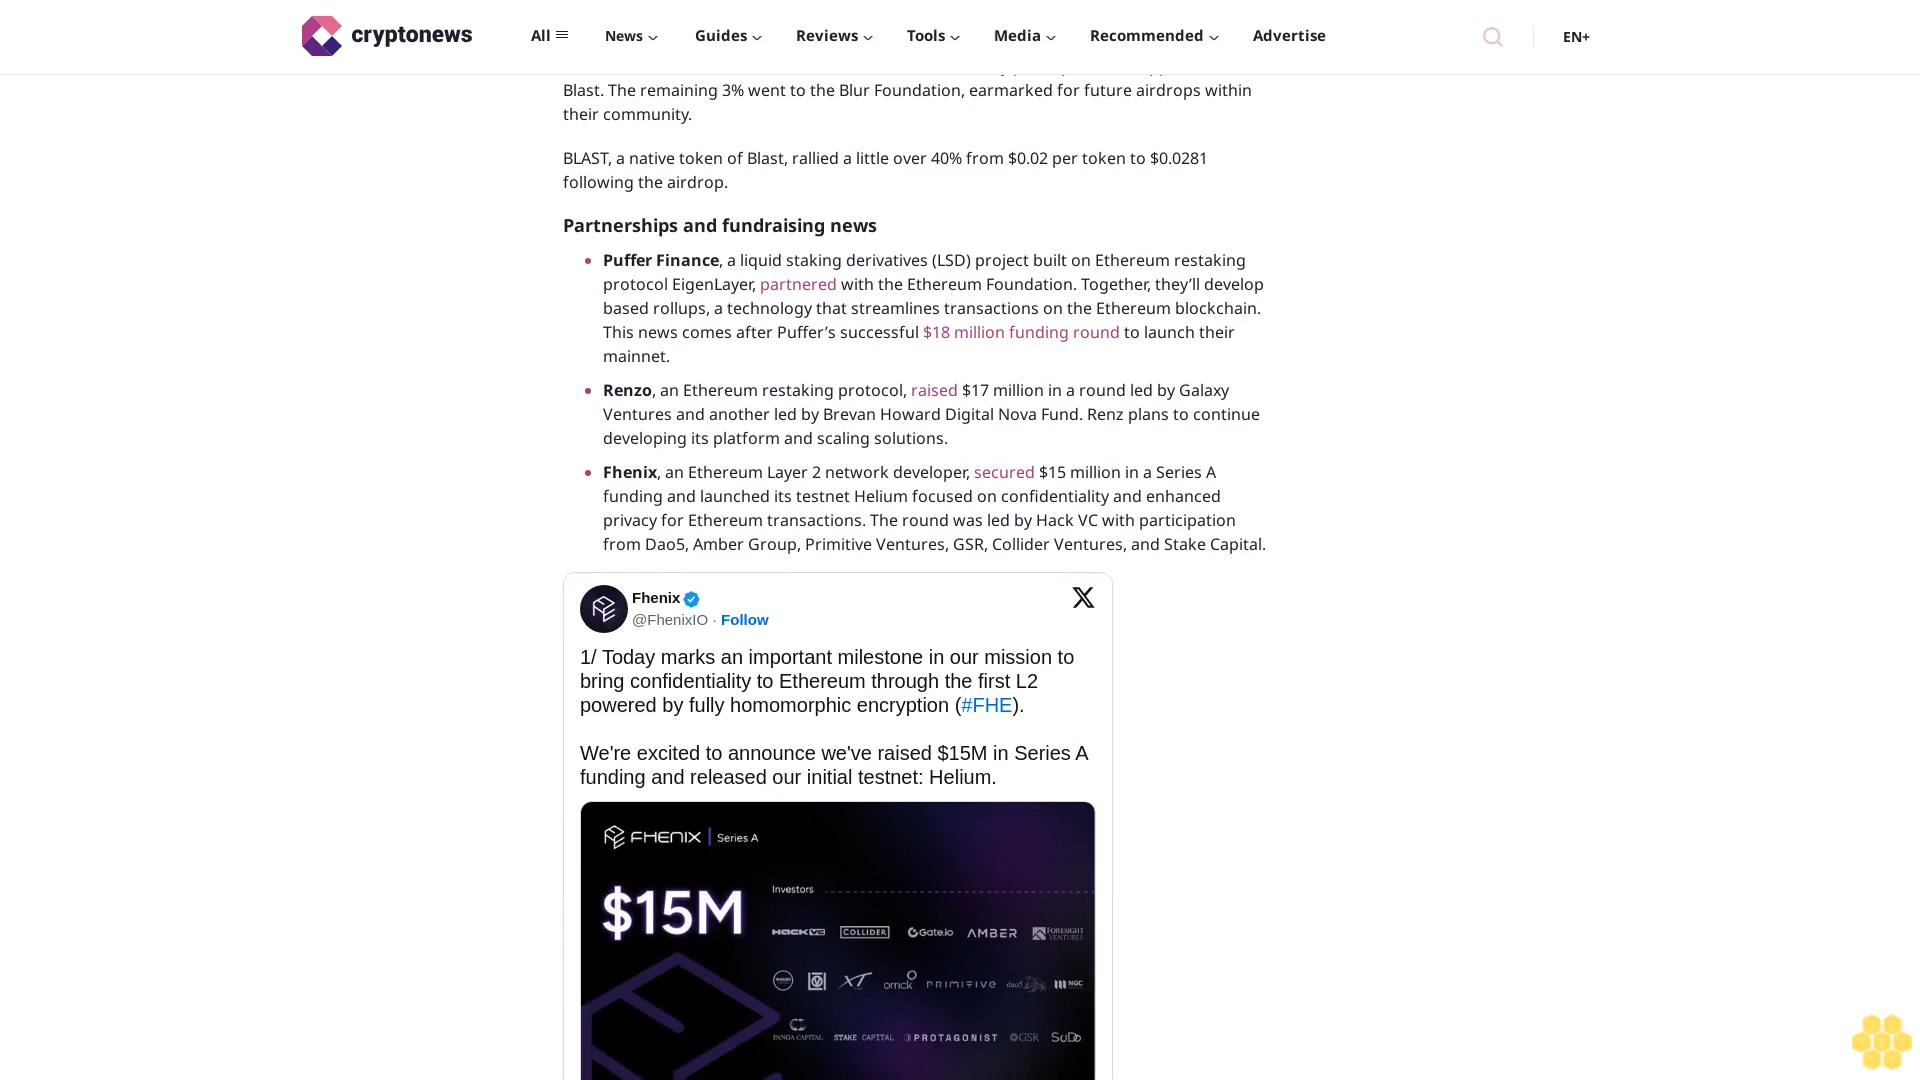 cryptonews
All
News
Guides
Reviews
Tools
Media
Recommended
Advertise
EN+
Blast. The remaining 3% went to the Blur Foundation, earmarked for future airdrops within
their community.
BLAST, a native token of Blast, rallied a little over 40% from $0.02 per token to $0.0281
following the airdrop.
Partnerships and fundraising news
Puffer Finance, a liquid staking derivatives (LSD) project built on Ethereum restaking
protocol EigenLayer, partnered with the Ethereum Foundation. Together, they’ll develop
based rollups, a technology that streamlines transactions on the Ethereum blockchain.
This news comes after Puffer’s successful $18 million funding round to launch their
mainnet.
Renzo, an Ethereum restaking protocol, raised $17 million in a round led by Galaxy
Ventures and another led by Brevan Howard Digital Nova Fund. Renz plans to continue
developing its platform and scaling solutions.
Fhenix, an Ethereum Layer 2 network developer, secured $15 million in a Series A
funding and launched its testnet Helium focused on confidentiality and enhanced
privacy for Ethereum transactions. The round was led by Hack VC with participation
from Dao5, Amber Group, Primitive Ventures, GSR, Collider Ventures, and Stake Capital.
Fhenix
@FhenixIO · Follow
1/ Today marks an important milestone in our mission to
bring confidentiality to Ethereum through the first L2
powered by fully homomorphic encryption (#FHE).
We're excited to announce we've raised $15M in Series A
funding and released our initial testnet: Helium.
FHENIX | Series A
$15M
Investors
HACK VC COLLIDER Gate.io AMBER FORESIGHT VENTURES
XT orrick PRIMITIVE dao5 NGC
PANGA CAPITAL STAKE CAPITAL PROTAGONIST GSR SuDo